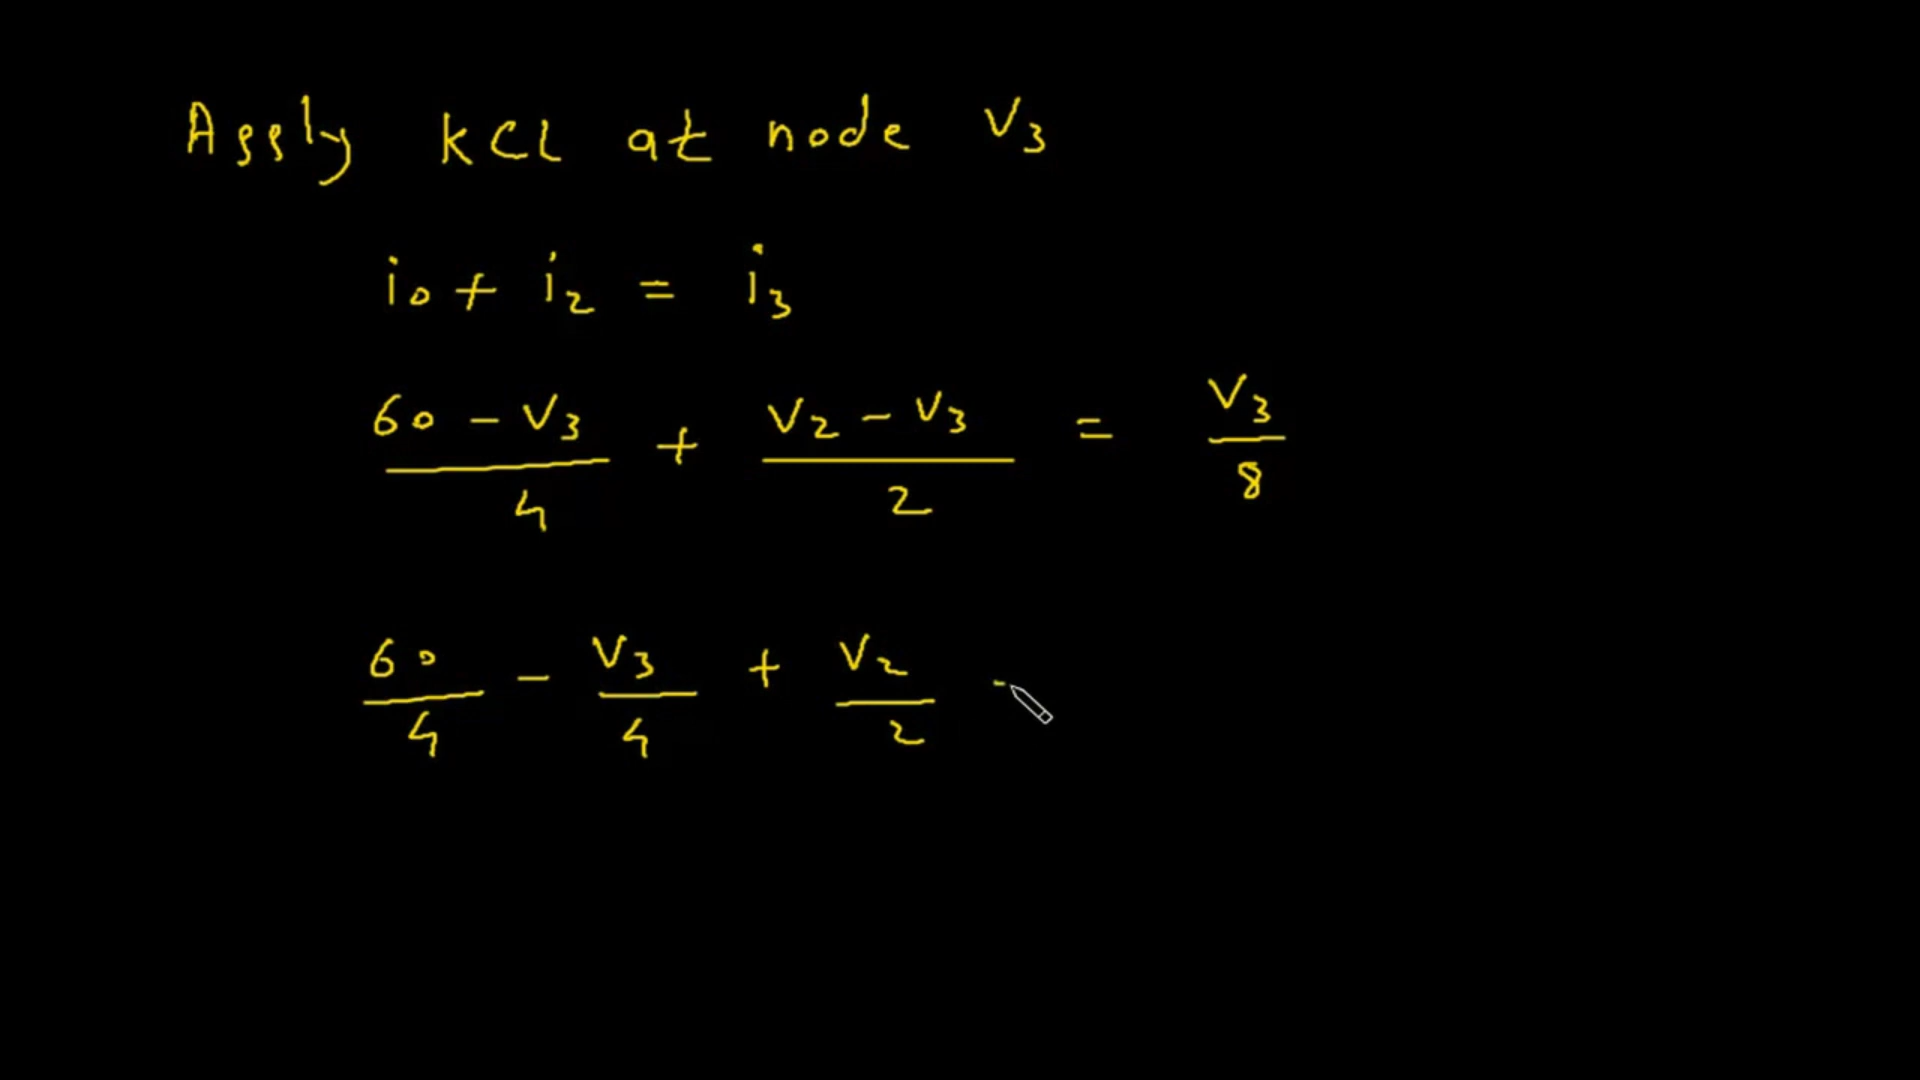 Apply KCL at node V3
i0 + i2 = i3
60 - V3 / 4 + V2 - V3 / 2 = V3 / 8
60 / 4 - V3 / 4 + V2 / 2 -